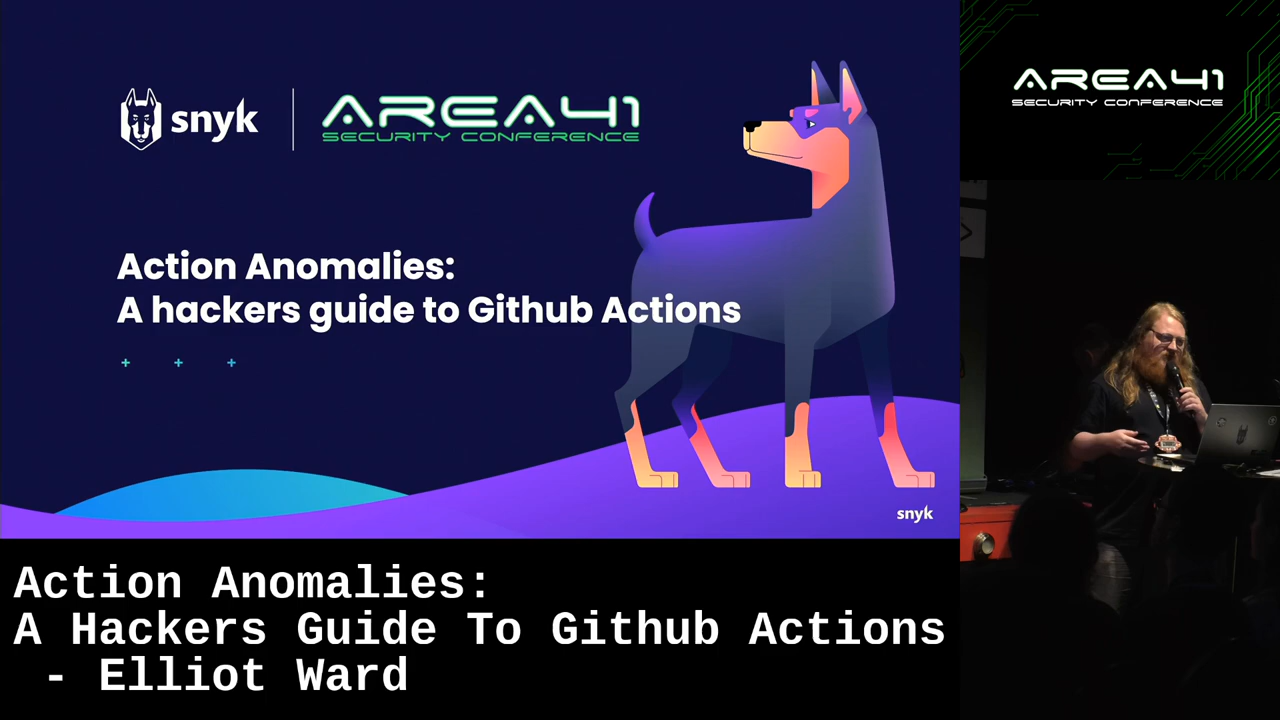 snyk
AREA41
SECURITY CONFERENCE
Action Anomalies:
A hackers guide to Github Actions
snyk
Action Anomalies:
A Hackers Guide To Github Actions
- Elliot Ward
AREA41
SECURITY CONFERENCE